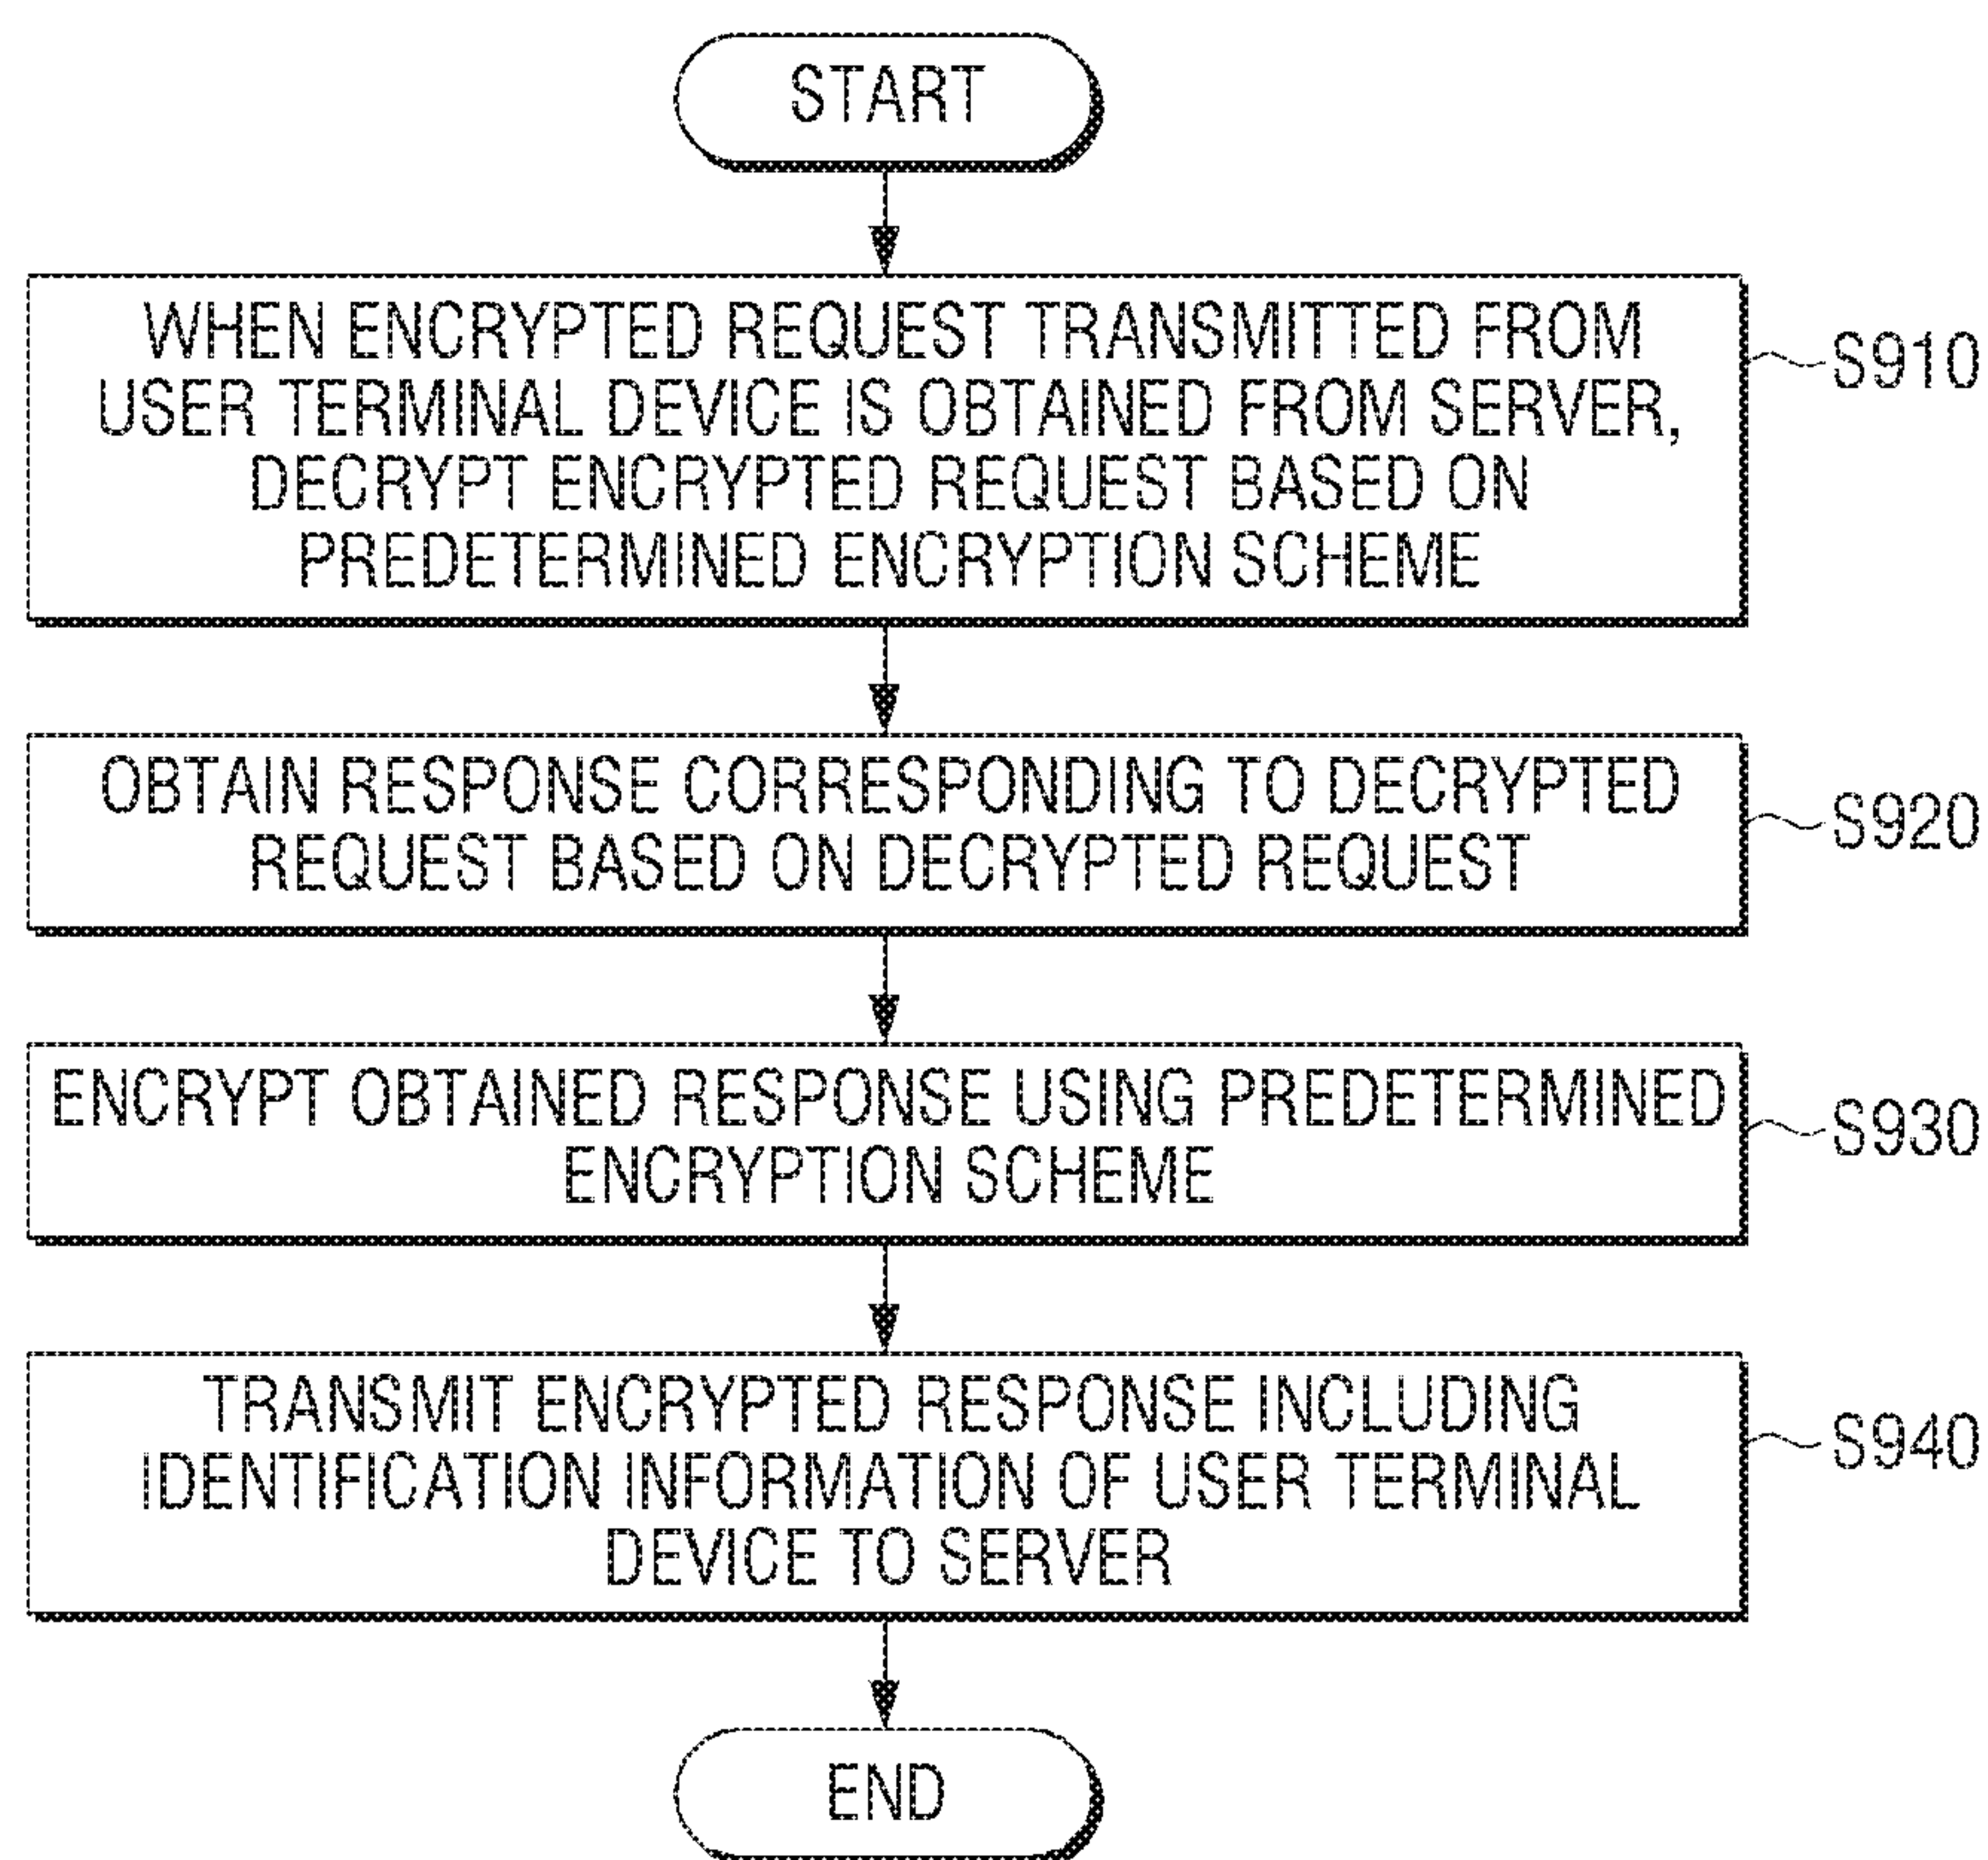 START
WHEN ENCRYPTED REQUEST TRANSMITTED FROM
USER TERMINAL DEVICE IS OBTAINED FROM SERVER,
DECRYPT ENCRYPTED REQUEST BASED ON
PREDETERMINED ENCRYPTION SCHEME
S910
OBTAIN RESPONSE CORRESPONDING TO DECRYPTED
REQUEST BASED ON DECRYPTED REQUEST
S920
ENCRYPT OBTAINED RESPONSE USING PREDETERMINED
ENCRYPTION SCHEME
S930
TRANSMIT ENCRYPTED RESPONSE INCLUDING
IDENTIFICATION INFORMATION OF USER TERMINAL
DEVICE TO SERVER
S940
END